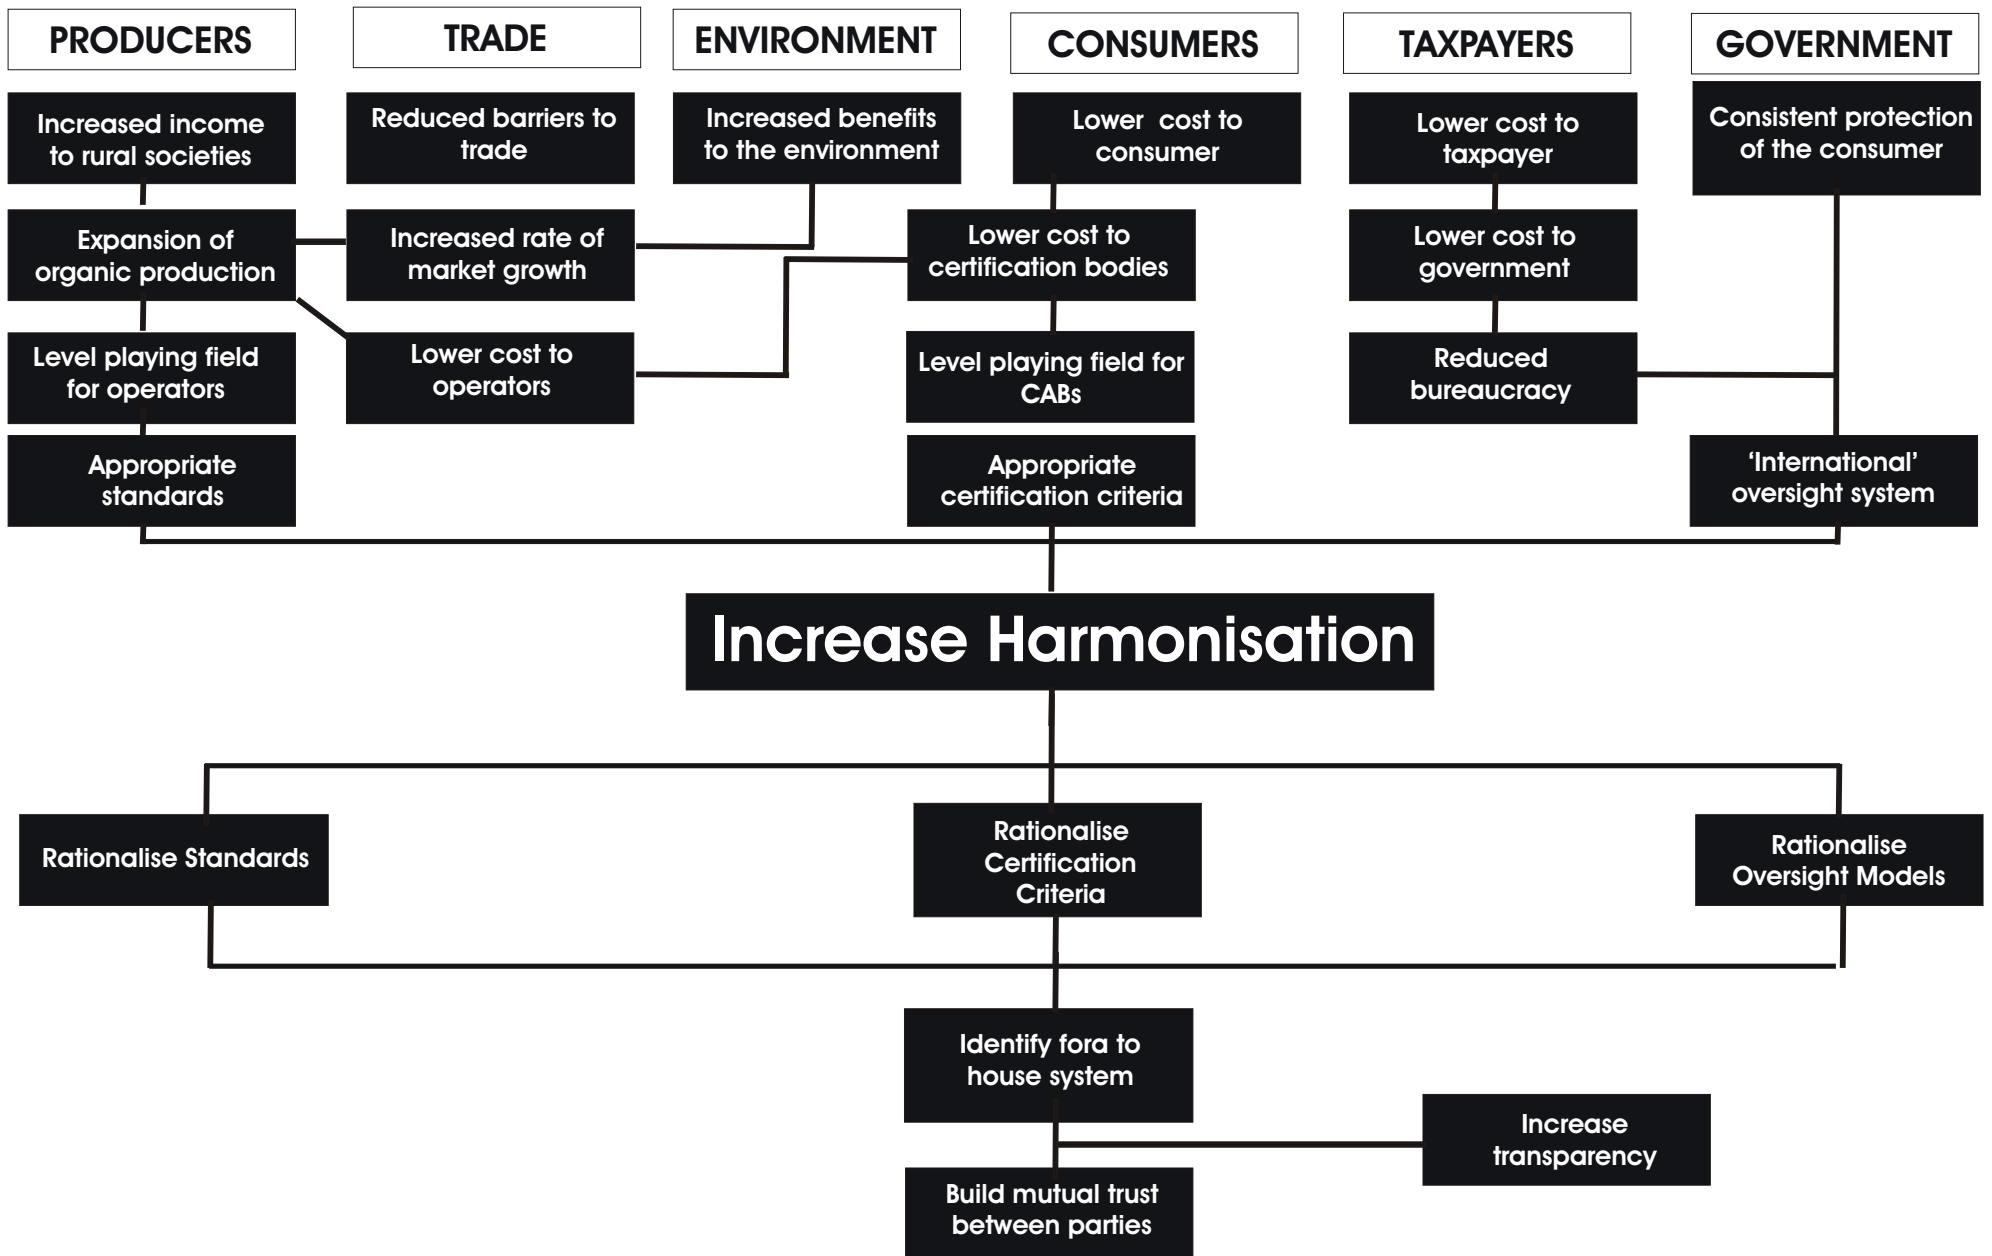 PRODUCERS
TRADE
ENVIRONMENT
CONSUMERS
TAXPAYERS
GOVERNMENT
Increased income
to rural societies
Reduced barriers to
trade
Increased benefits
to the environment
Lower cost to
consumer
Lower cost to
taxpayer
Consistent protection
of the consumer
Expansion of
organic production
Increased rate of
market growth
Lower cost to
certification bodies
Lower cost to
government
Level playing field
for operators
Lower cost to
operators
Level playing field for
CABs
Reduced
bureaucracy
Appropriate
standards
Appropriate
certification criteria
‘International’
oversight system
Increase Harmonisation
Rationalise Standards
Rationalise
Certification
Criteria
Rationalise
Oversight Models
Identify fora to
house system
Increase
transparency
Build mutual trust
between parties